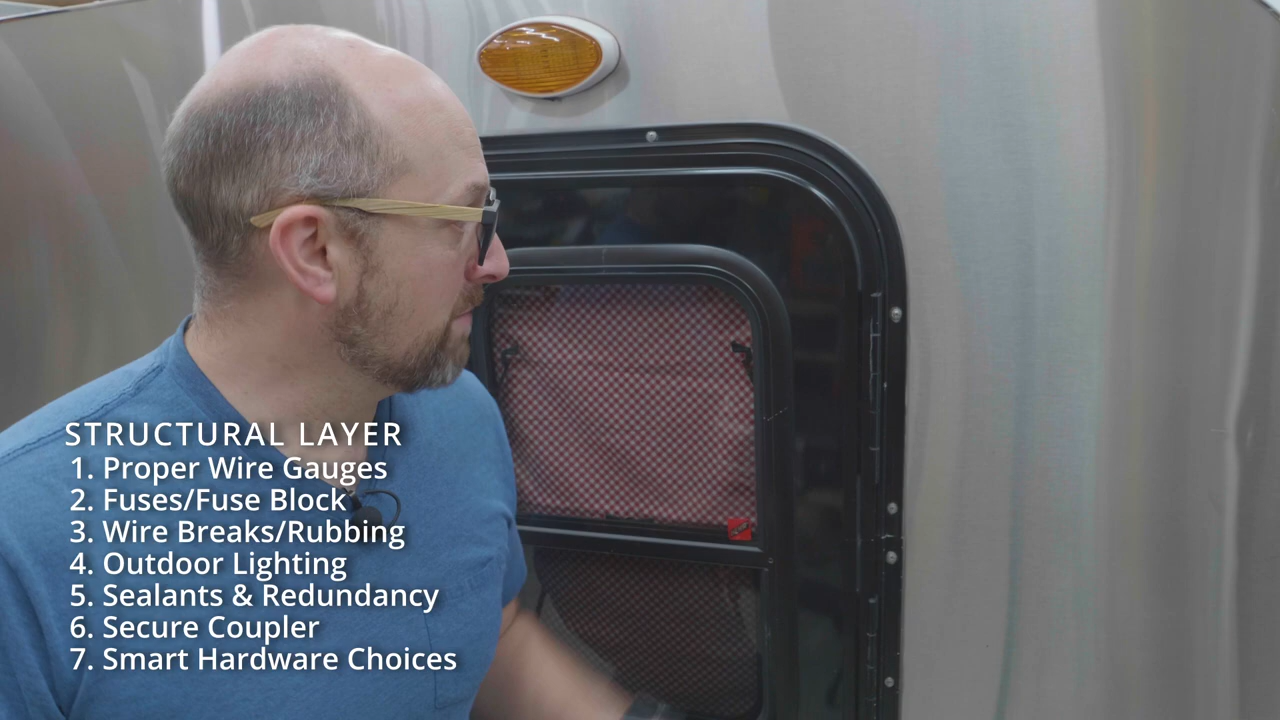 STRUCTURAL LAYER
1. Proper Wire Gauges
2. Fuses/Fuse Block
3. Wire Breaks/Rubbing
4. Outdoor Lighting
5. Sealants & Redundancy
6. Secure Coupler
7. Smart Hardware Choices